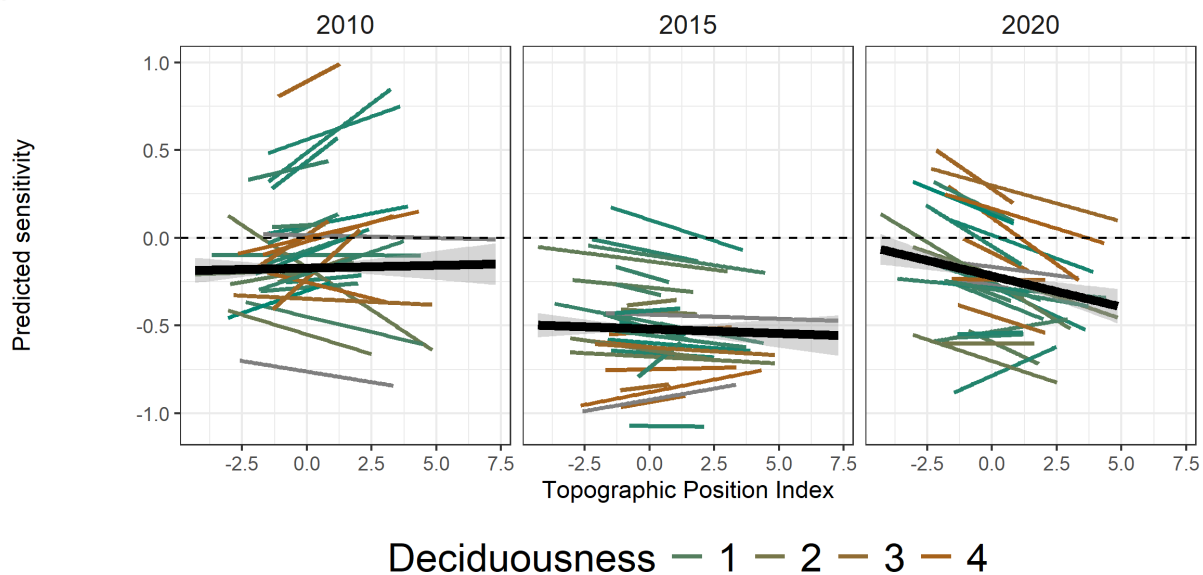 2010 2015 2020
Predicted sensitivity
1.0
0.5
0.0
-0.5
-1.0
-2.5 0.0 2.5 5.0 7.5 -2.5 0.0 2.5 5.0 7.5 -2.5 0.0 2.5 5.0 7.5
Topographic Position Index
Deciduousness 1 2 3 4